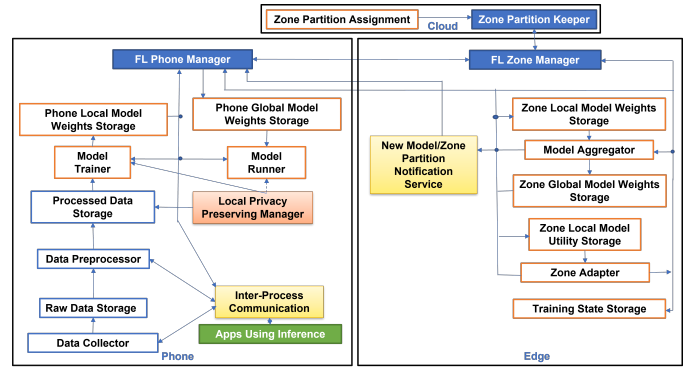 Zone Partition Assignment
Zone Partition Keeper
Cloud
FL Phone Manager
FL Zone Manager
Phone Local Model
Weights Storage
Phone Global Model
Weights Storage
Zone Local Model Weights
Storage
Model
Trainer
Model
Runner
New Model/Zone
Partition
Notification
Service
Model Aggregator
Processed Data
Storage
Local Privacy
Preserving Manager
Zone Global Model Weights
Storage
Zone Local Model
Utility Storage
Data Preprocessor
Zone Adapter
Raw Data Storage
Inter-Process
Communication
Training State Storage
Data Collector
Apps Using Inference
Phone
Edge